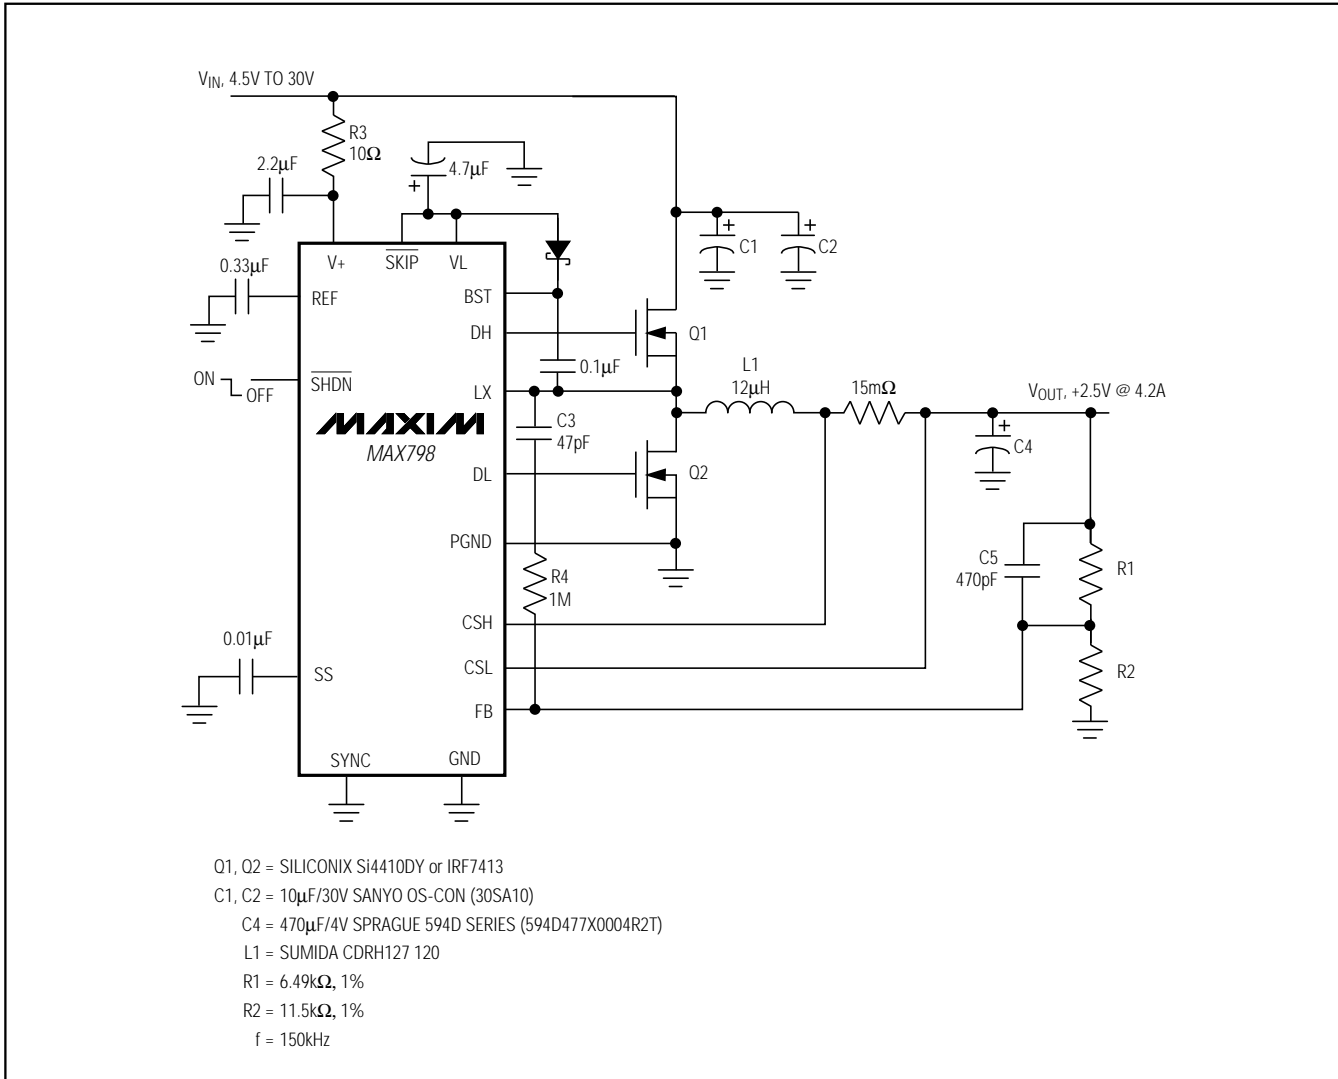 VIN, 4.5V TO 30V
R3
10Ω
2.2μF
4.7μF
+
+
C1
+
C2
V+
SKIP
VL
0.33μF
REF
BST
DH
Q1
0.1μF
ON
OFF
SHDN
LX
L1
12μH
15mΩ
VOUT, +2.5V @ 4.2A
MAXIM
MAX798
C3
47pF
+
C4
DL
Q2
PGND
R4
1M
C5
470pF
R1
CSH
0.01μF
SS
CSL
R2
FB
SYNC
GND
Q1, Q2 = SILICONIX Si4410DY or IRF7413
C1, C2 = 10μF/30V SANYO OS-CON (30SA10)
C4 = 470μF/4V SPRAGUE 594D SERIES (594D477X0004R2T)
L1 = SUMIDA CDRH127 120
R1 = 6.49kΩ, 1%
R2 = 11.5kΩ, 1%
f = 150kHz